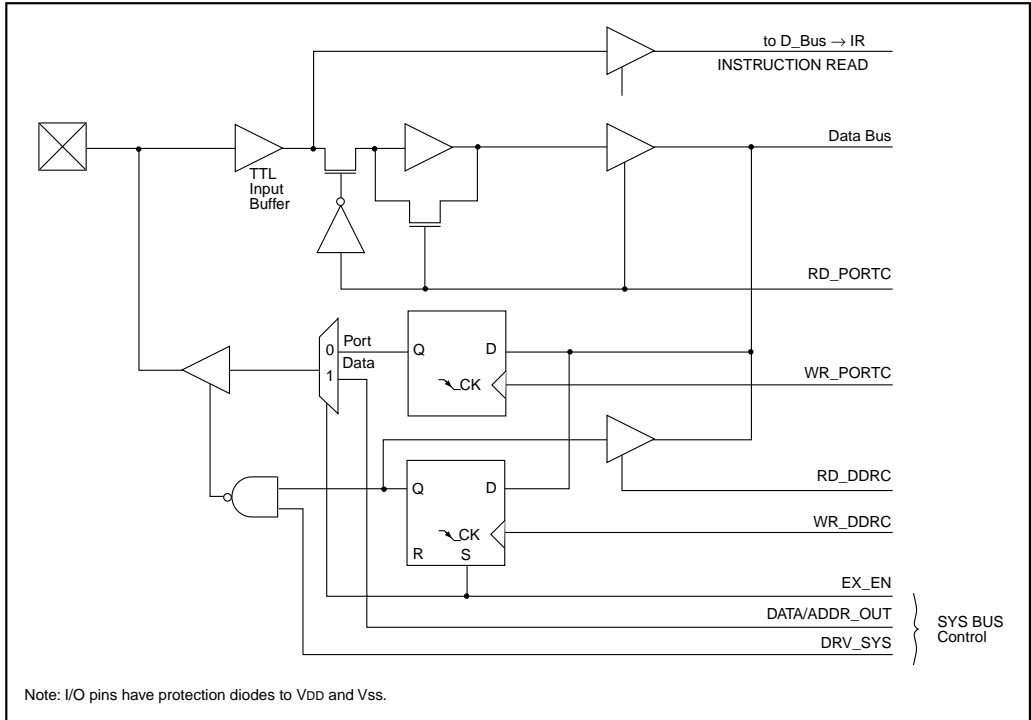 to D_Bus → IR
INSTRUCTION READ
Data Bus
TTL
Input
Buffer
RD_PORTC
0
Port
Data
1
Q
D
CK
WR_PORTC
RD_DDRC
Q
D
WR_DDRC
CK
R
S
EX_EN
DATA/ADDR_OUT
DRV_SYS
SYS BUS
Control
Note: I/O pins have protection diodes to VDD and Vss.